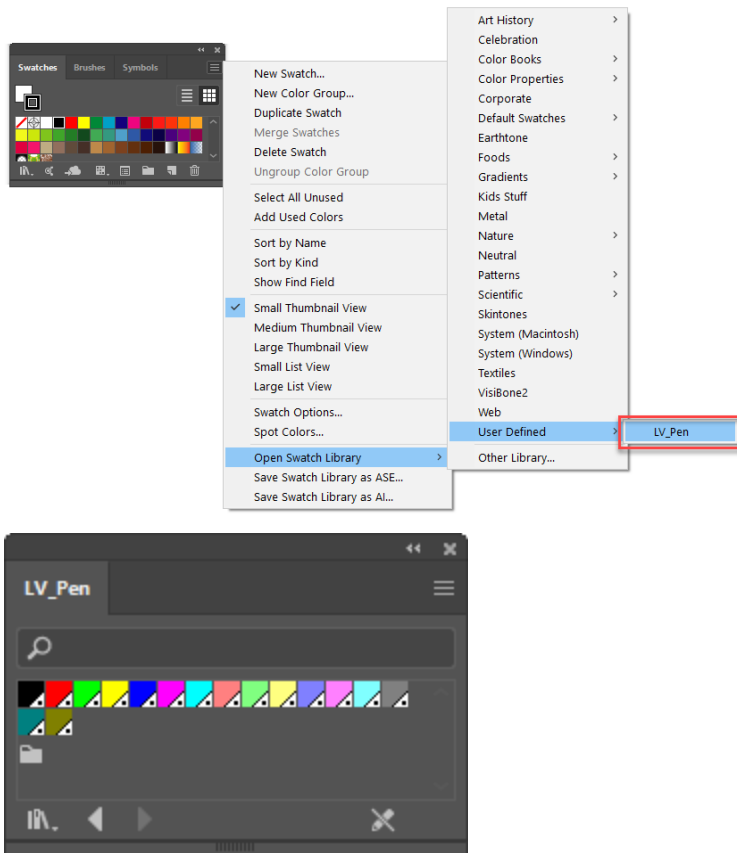 Swatches Brushes Symbols
New Swatch...
New Color Group...
Duplicate Swatch
Merge Swatches
Delete Swatch
Ungroup Color Group
Select All Unused
Add Used Colors
Sort by Name
Sort by Kind
Show Find Field
Small Thumbnail View
Medium Thumbnail View
Large Thumbnail View
Small List View
Large List View
Swatch Options...
Spot Colors...
Open Swatch Library
Save Swatch Library as ASE...
Save Swatch Library as AI...
Art History
Celebration
Color Books
Color Properties
Corporate
Default Swatches
Earthtone
Foods
Gradients
Kids Stuff
Metal
Nature
Neutral
Patterns
Scientific
Skintones
System (Macintosh)
System (Windows)
Textiles
VisiBone2
Web
User Defined
Other Library...
LV_Pen
LV_Pen